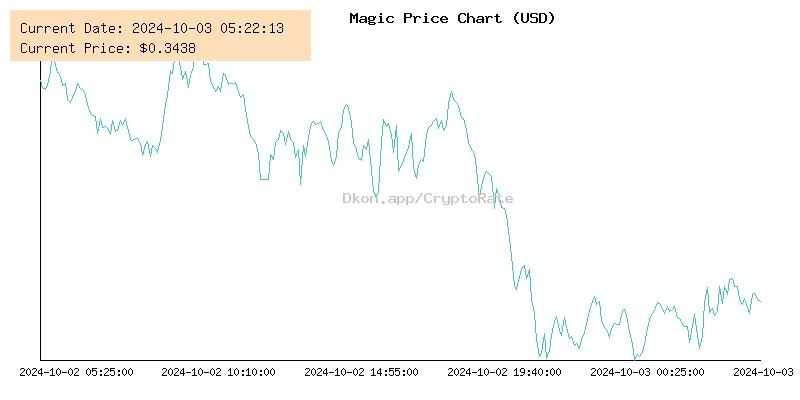 Magic Price Chart (USD)
Current Date: 2024-10-03 05:22:13
Current Price: $0.3438
Dkon.app/CryptoRate
2024-10-02 05:25:00 2024-10-02 10:10:00 2024-10-02 14:55:00 2024-10-02 19:40:00 2024-10-03 00:25:00 2024-10-03